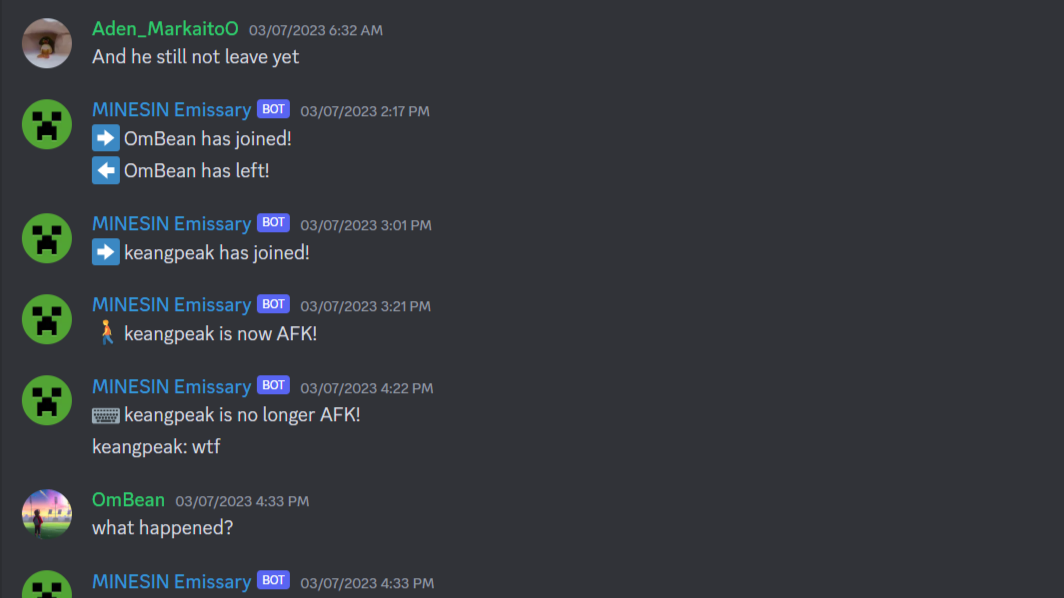 Aden_MarkaitoO 03/07/2023 6:32 AM
And he still not leave yet
MINESIN Emissary BOT 03/07/2023 2:17 PM
OmBean has joined!
OmBean has left!
MINESIN Emissary BOT 03/07/2023 3:01 PM
keangpeak has joined!
MINESIN Emissary BOT 03/07/2023 3:21 PM
keangpeak is now AFK!
MINESIN Emissary BOT 03/07/2023 4:22 PM
keangpeak is no longer AFK!
keangpeak: wtf
OmBean 03/07/2023 4:33 PM
what happened?
MINESIN Emissary BOT 03/07/2023 4:33 PM